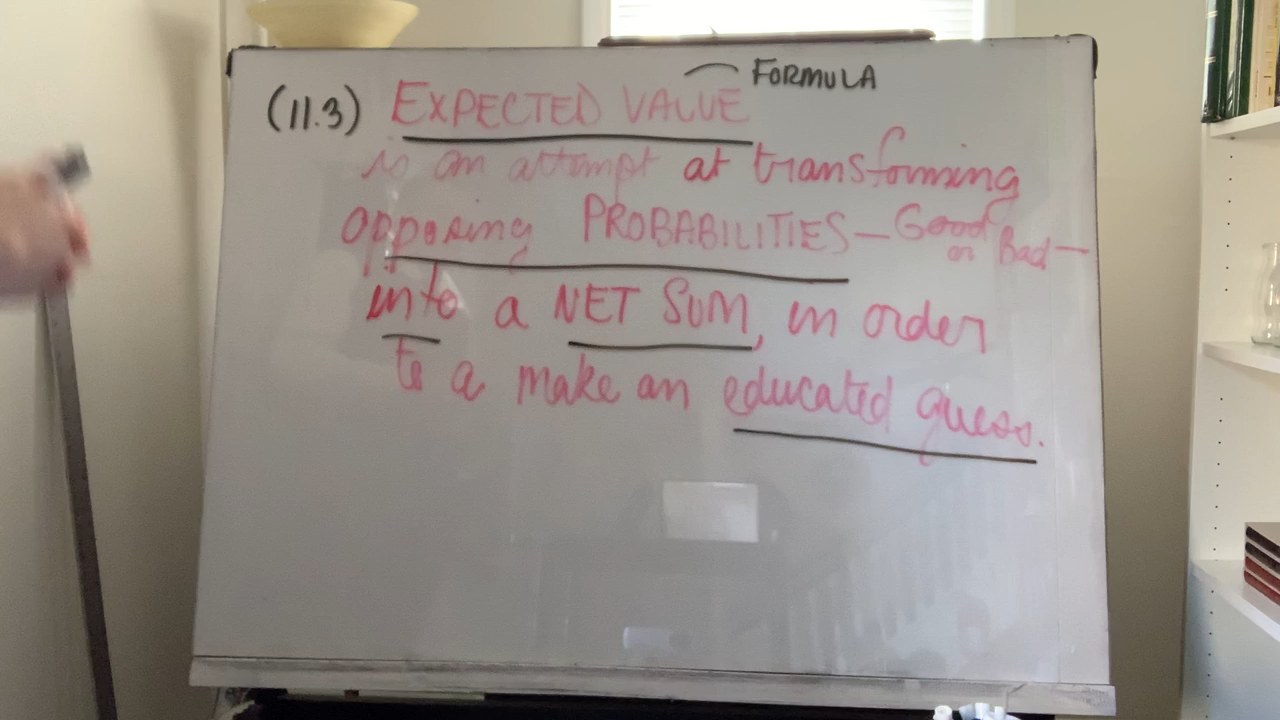 (11.3) EXPECTED VALUE FORMULA
is an attempt at transforming
opposing PROBABILITIES — Good or Bad —
into a NET SUM, in order
to a make an educated guess.